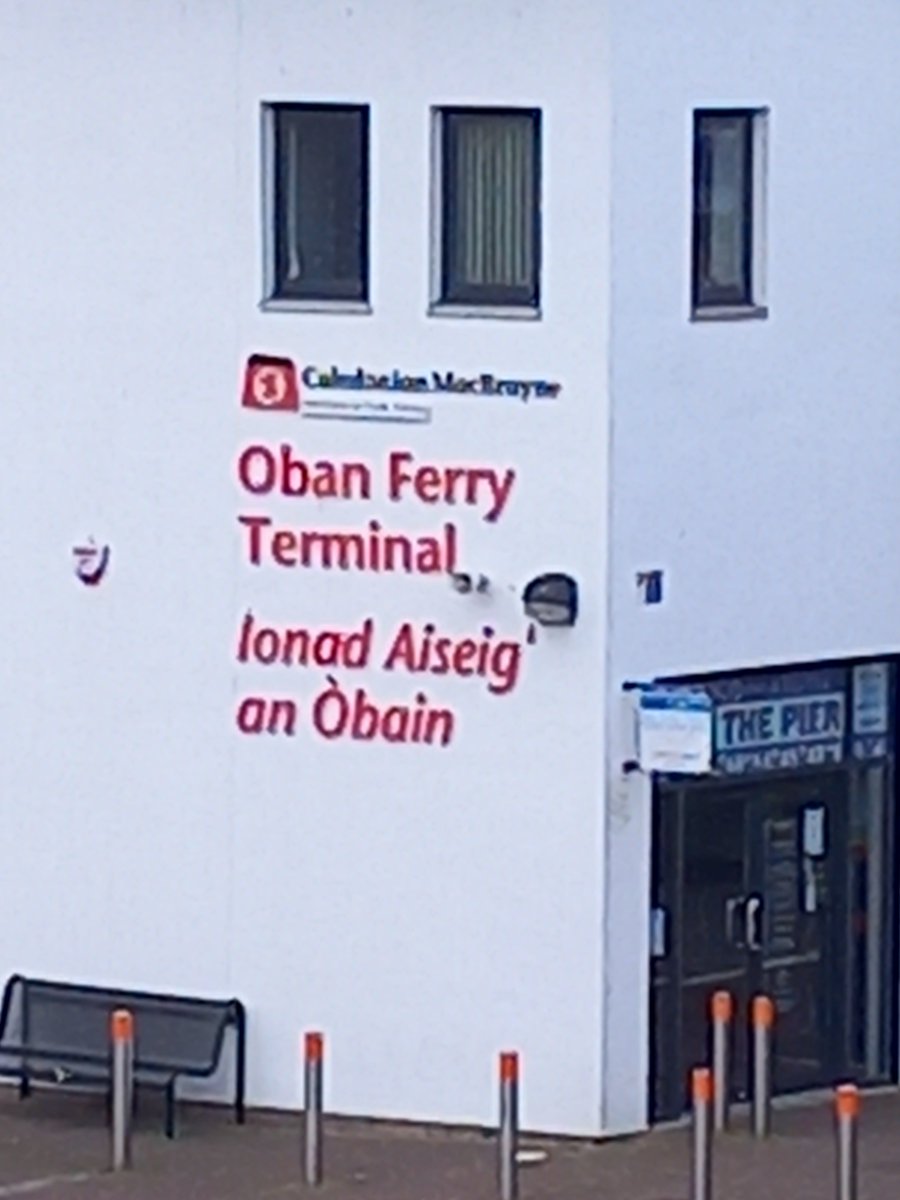 Caledonian MacBrayne
Oban Ferry
Terminal
Ionad Aiseig
an Òbain
THE PIER